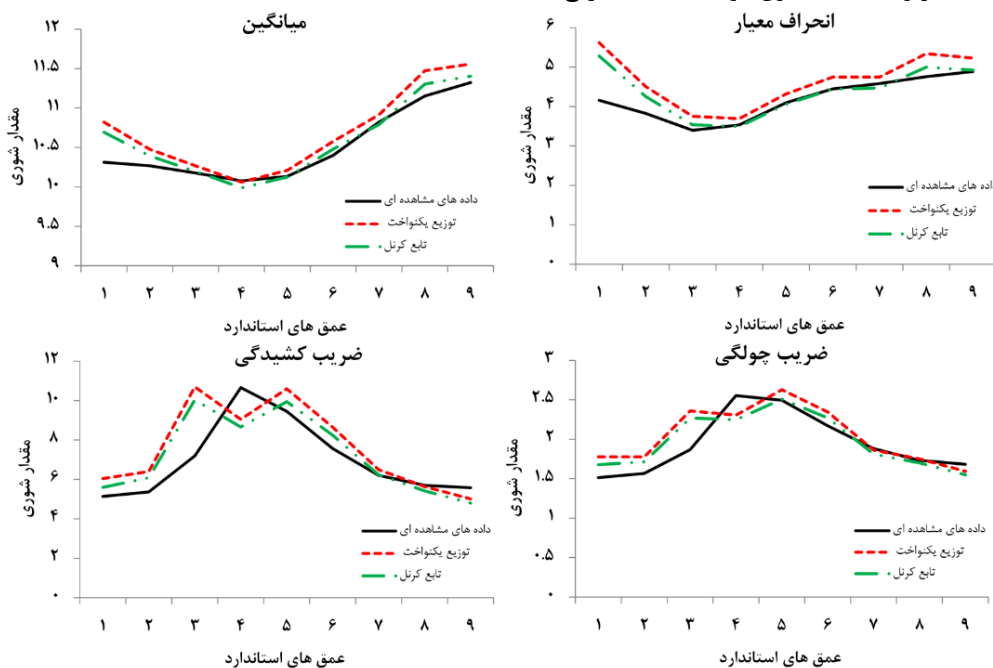 میانگین
۱۲
۱۱.۵
۱۱
۱۰.۵
۱۰
۹.۵
۹
مقدار شوری
داده های مشاهده ای
توزیع یکنواخت
تابع کرنل
۱ ۲ ۳ ۴ ۵ ۶ ۷ ۸ ۹
عمق های استاندارد
انحراف معیار
۶
۵
۴
۳
۲
۱
۰
مقدار شوری
داده های مشاهده ای
توزیع یکنواخت
تابع کرنل
۱ ۲ ۳ ۴ ۵ ۶ ۷ ۸ ۹
عمق های استاندارد
ضریب کشیدگی
۱۲
۱۰
۸
۶
۴
۲
۰
مقدار شوری
داده های مشاهده ای
توزیع یکنواخت
تابع کرنل
۱ ۲ ۳ ۴ ۵ ۶ ۷ ۸ ۹
عمق های استاندارد
ضریب چولگی
۳
۲.۵
۲
۱.۵
۱
۰.۵
۰
مقدار شوری
داده های مشاهده ای
توزیع یکنواخت
تابع کرنل
۱ ۲ ۳ ۴ ۵ ۶ ۷ ۸ ۹
عمق های استاندارد